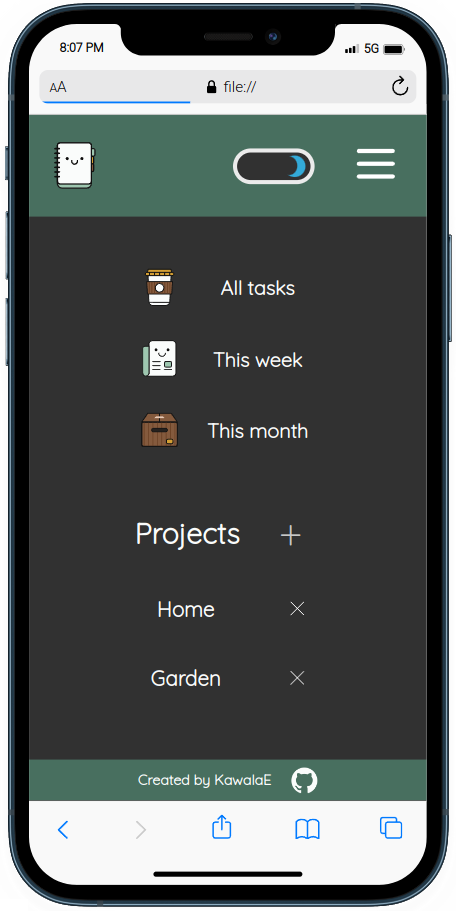 8:07 PM
5G
AA
file://
All tasks
This week
This month
Projects
Home
Garden
Created by KawalaE